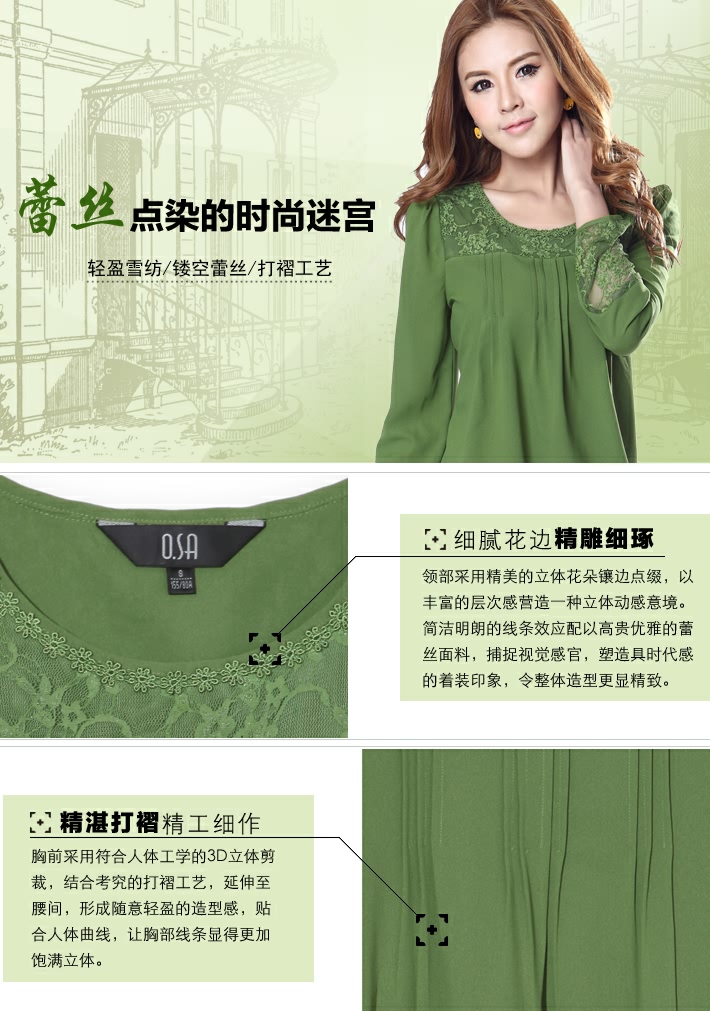 蕾丝点染的时尚迷宫
轻盈雪纺/镂空蕾丝/打褶工艺
O.SA
S
155/80A
细腻花边精雕细琢
领部采用精美的立体花朵镶边点缀，以
丰富的层次感营造一种立体动感意境。
简洁明朗的线条效应配以高贵优雅的蕾
丝面料，捕捉视觉感官，塑造具时代感
的着装印象，令整体造型更显精致。
精湛打褶精工细作
胸前采用符合人体工学的3D立体剪
裁，结合考究的打褶工艺，延伸至
腰间，形成随意轻盈的造型感，贴
合人体曲线，让胸部线条显得更加
饱满立体。